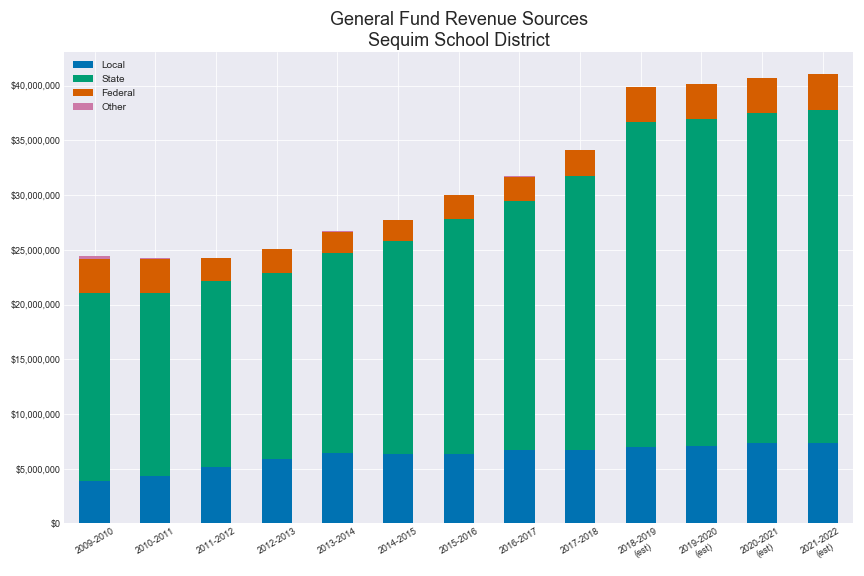 General Fund Revenue Sources
Sequim School District
Local
State
Federal
Other
$40,000,000
$35,000,000
$30,000,000
$25,000,000
$20,000,000
$15,000,000
$10,000,000
$5,000,000
$0
2009-2010
2010-2011
2011-2012
2012-2013
2013-2014
2014-2015
2015-2016
2016-2017
2017-2018
2018-2019
(est)
2019-2020
(est)
2020-2021
(est)
2021-2022
(est)